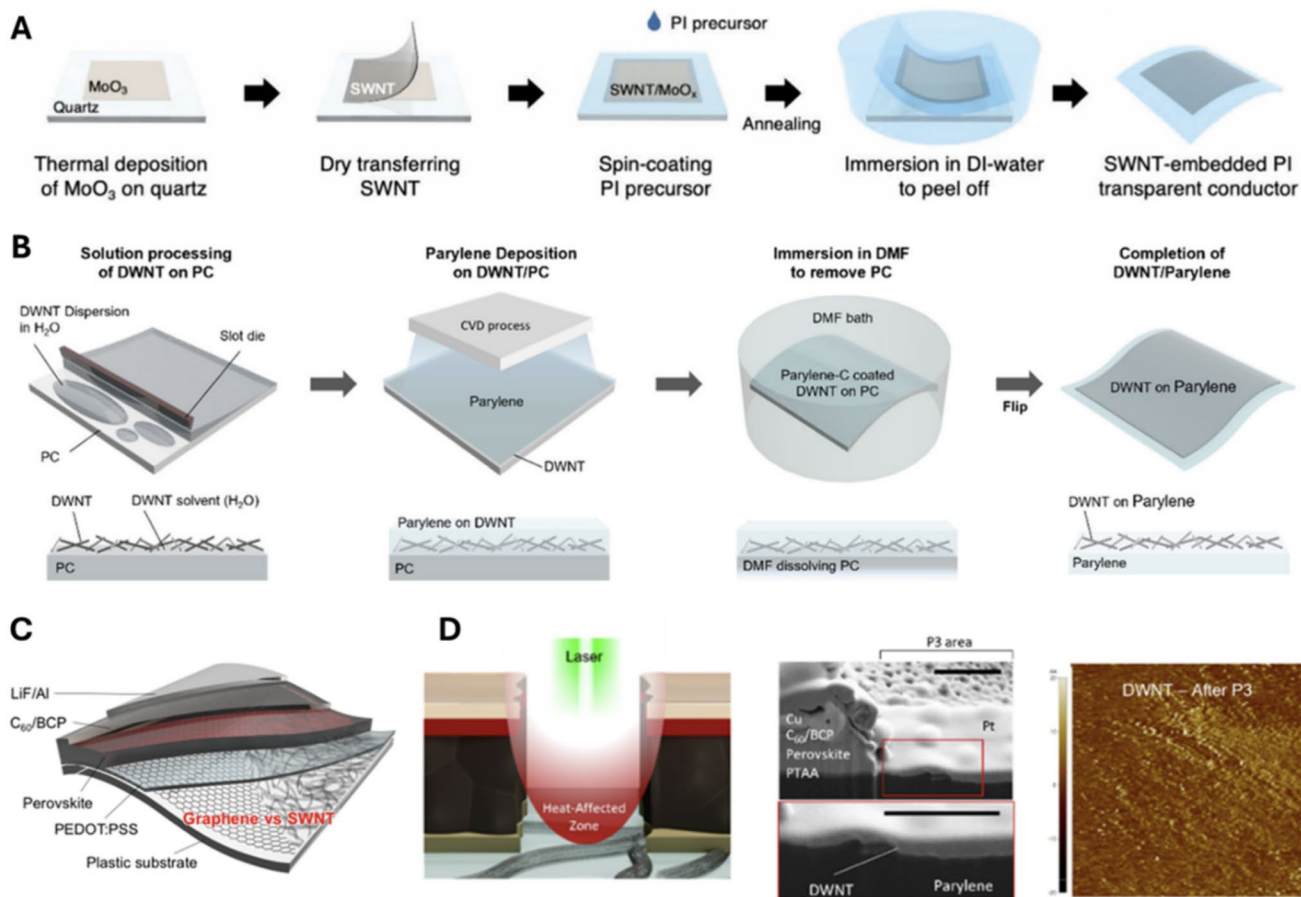 A
PI precursor
MoO₃
Quartz
SWNT
SWNT/MoOₓ
Annealing
Thermal deposition
of MoO₃ on quartz
Dry transferring
SWNT
Spin-coating
PI precursor
Immersion in DI-water
to peel off
SWNT-embedded PI
transparent conductor
B
Solution processing
of DWNT on PC
Parylene Deposition
on DWNT/PC
Immersion in DMF
to remove PC
Completion of
DWNT/Parylene
DWNT Dispersion
in H₂O
Slot die
PC
CVD process
Parylene
DWNT
DMF bath
Parylene-C coated
DWNT on PC
Flip
DWNT on Parylene
DWNT
DWNT solvent (H₂O)
PC
Parylene on DWNT
PC
DMF dissolving PC
DWNT on Parylene
Parylene
C
LiF/Al
C₆₀/BCP
Perovskite
PEDOT:PSS
Plastic substrate
Graphene vs SWNT
D
Laser
Heat-Affected
Zone
P3 area
Cu
C₆₀/BCP
Perovskite
PTAA
Pt
DWNT
Parylene
DWNT – After P3